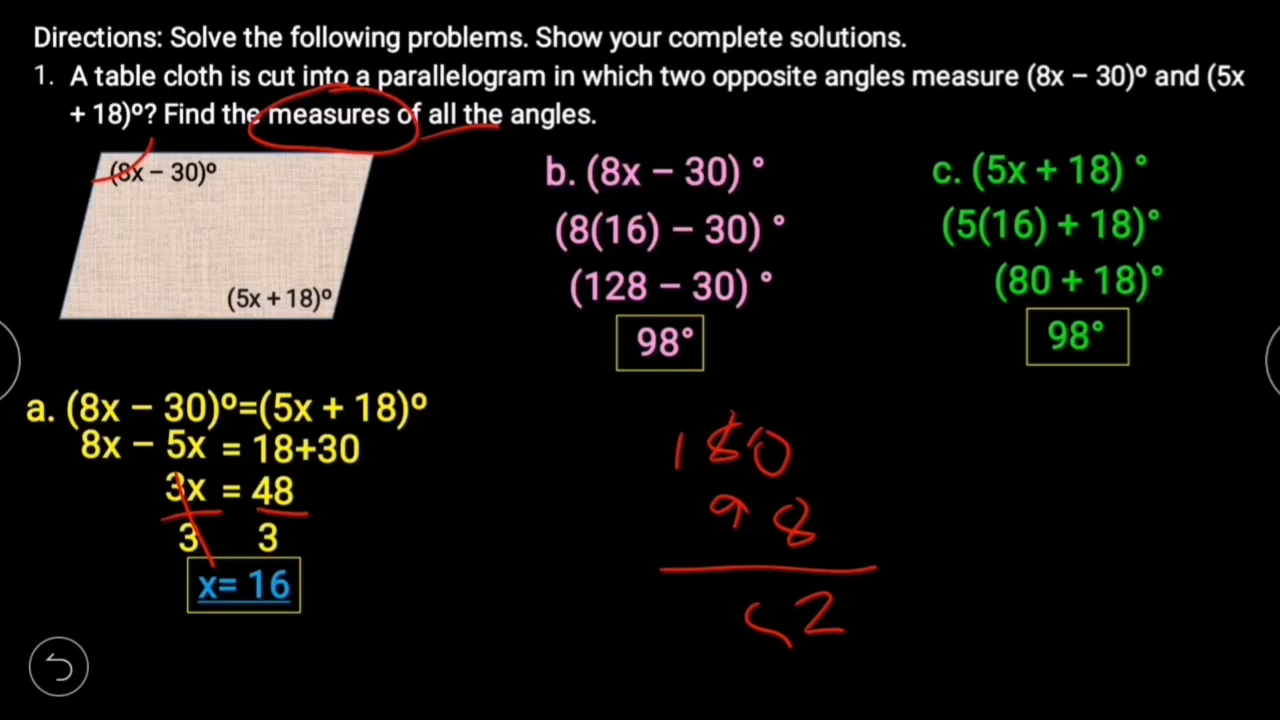 Directions: Solve the following problems. Show your complete solutions.
1. A table cloth is cut into a parallelogram in which two opposite angles measure (8x – 30)º and (5x
+ 18)º? Find the measures of all the angles.
(8x – 30)º
(5x + 18)º
a. (8x – 30)º=(5x + 18)º
8x – 5x = 18+30
3x = 48
3 3
x= 16
b. (8x – 30) °
(8(16) – 30) °
(128 – 30) °
98°
c. (5x + 18) °
(5(16) + 18)°
(80 + 18)°
98°
180
98
2